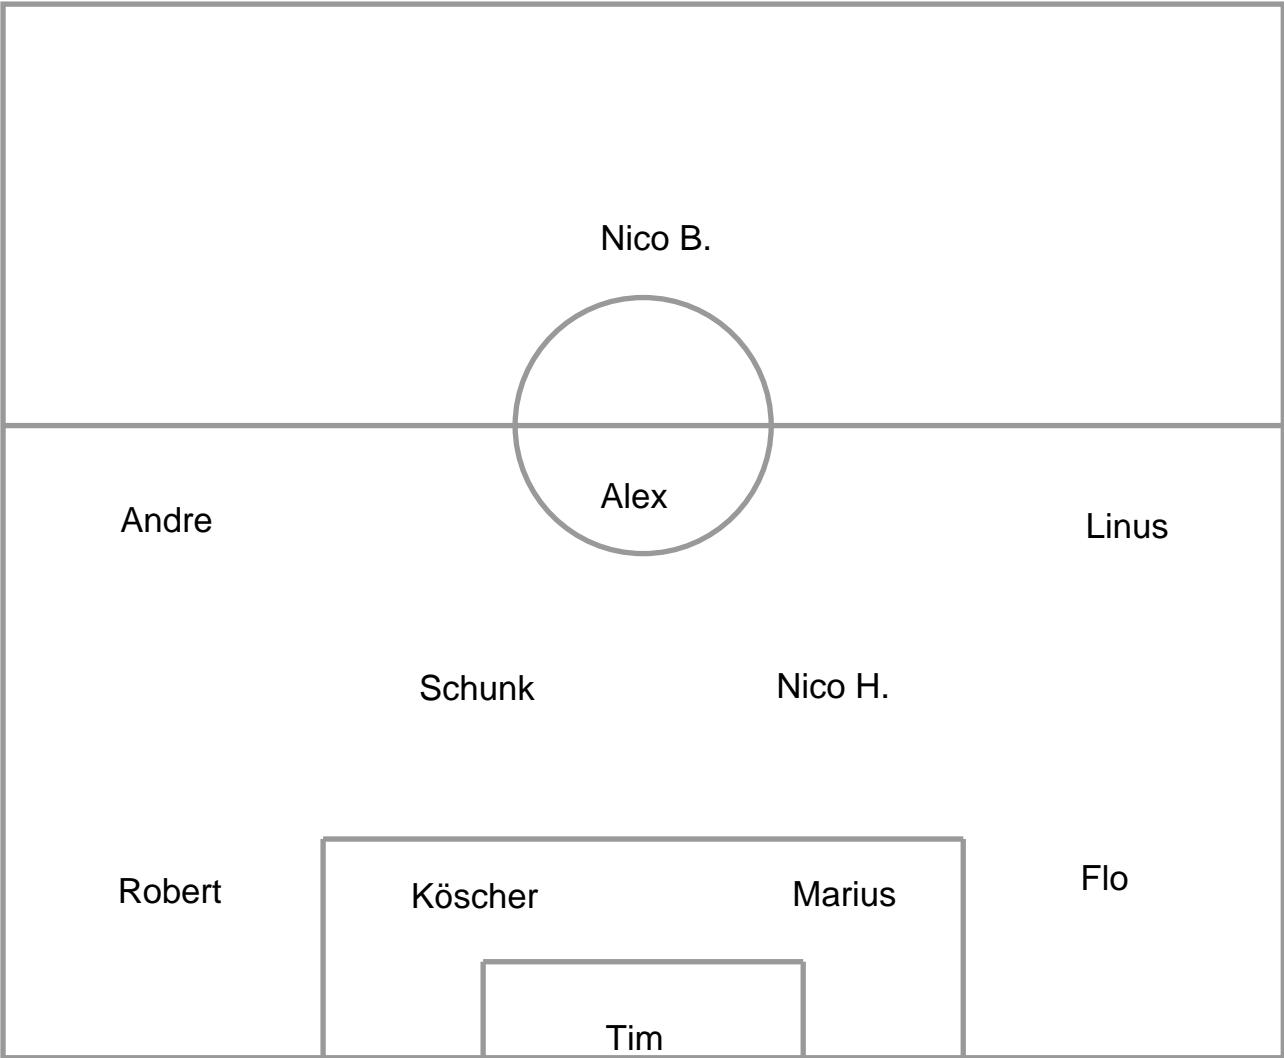 Nico B.
Alex
Andre
Linus
Schunk
Nico H.
Robert
Köscher
Marius
Flo
Tim